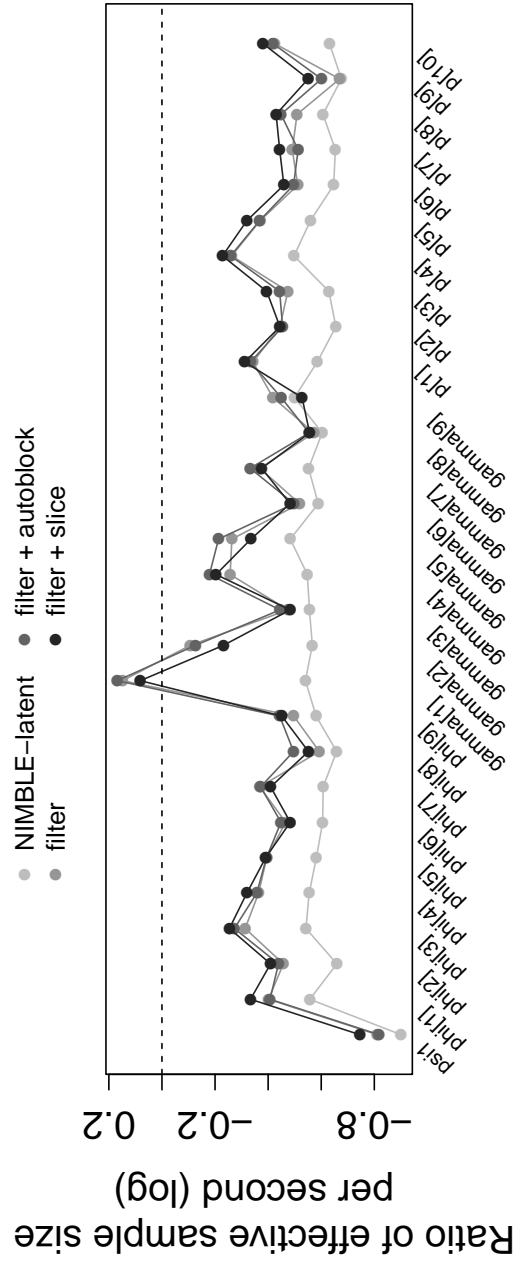 NIMBLE−latent
filter + autoblock
filter
filter + slice
Ratio of effective sample size
per second (log)
0.2
−0.2
−0.8
psi1
phi[1]
phi[2]
phi[3]
phi[4]
phi[5]
phi[6]
phi[7]
phi[8]
phi[9]
gamma[1]
gamma[2]
gamma[3]
gamma[4]
gamma[5]
gamma[6]
gamma[7]
gamma[8]
gamma[9]
p[1]
p[2]
p[3]
p[4]
p[5]
p[6]
p[7]
p[8]
p[9]
p[10]